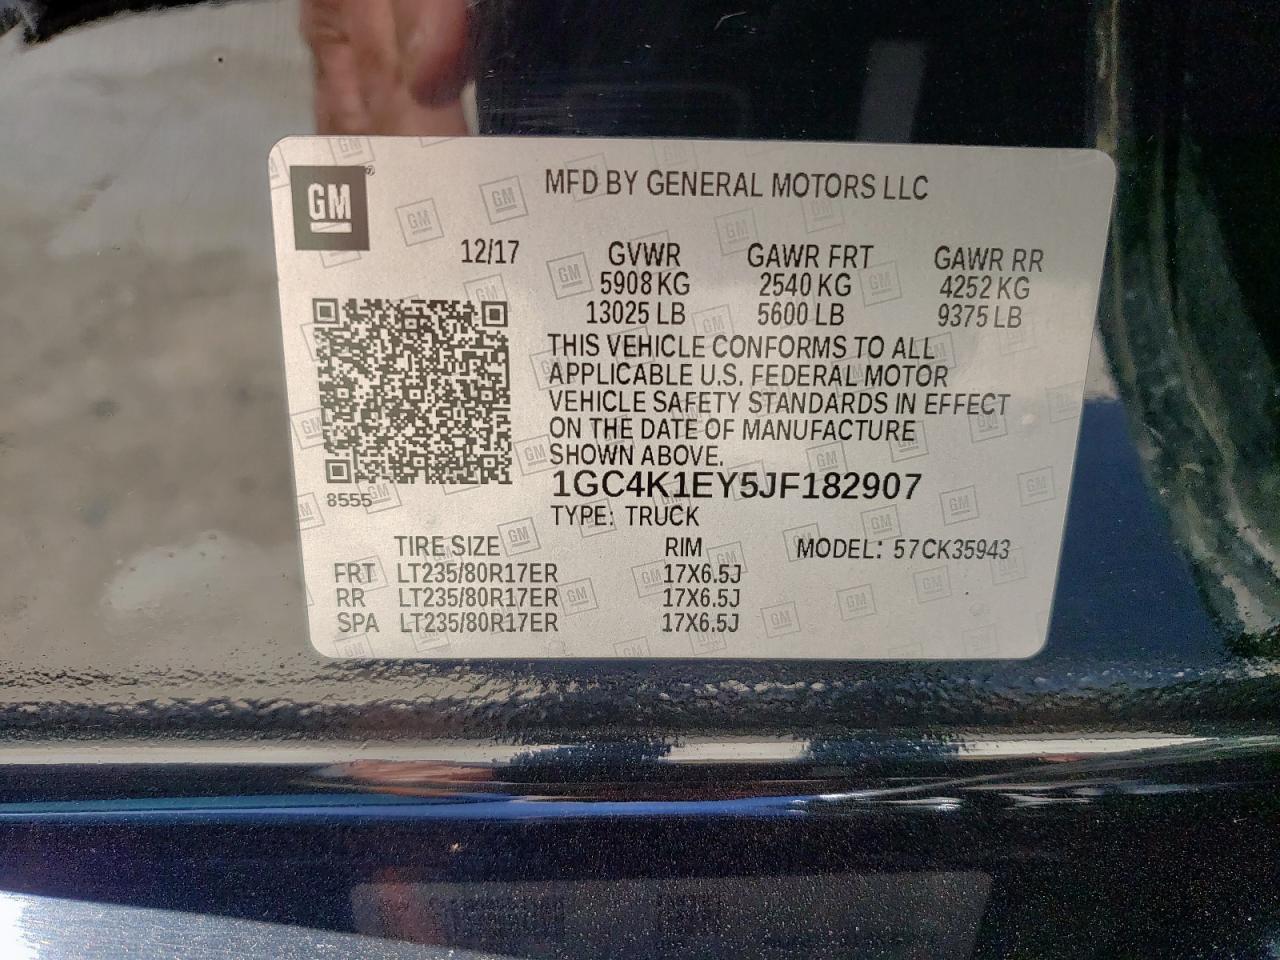 GM
MFD BY GENERAL MOTORS LLC
12/17 GVWR GAWR FRT GAWR RR
5908 KG 2540 KG 4252 KG
13025 LB 5600 LB 9375 LB
THIS VEHICLE CONFORMS TO ALL
APPLICABLE U.S. FEDERAL MOTOR
VEHICLE SAFETY STANDARDS IN EFFECT
ON THE DATE OF MANUFACTURE
SHOWN ABOVE.
1GC4K1EY5JF182907
8555
TYPE: TRUCK
TIRE SIZE RIM MODEL: 57CK35943
FRT LT235/80R17ER 17X6.5J
RR LT235/80R17ER 17X6.5J
SPA LT235/80R17ER 17X6.5J